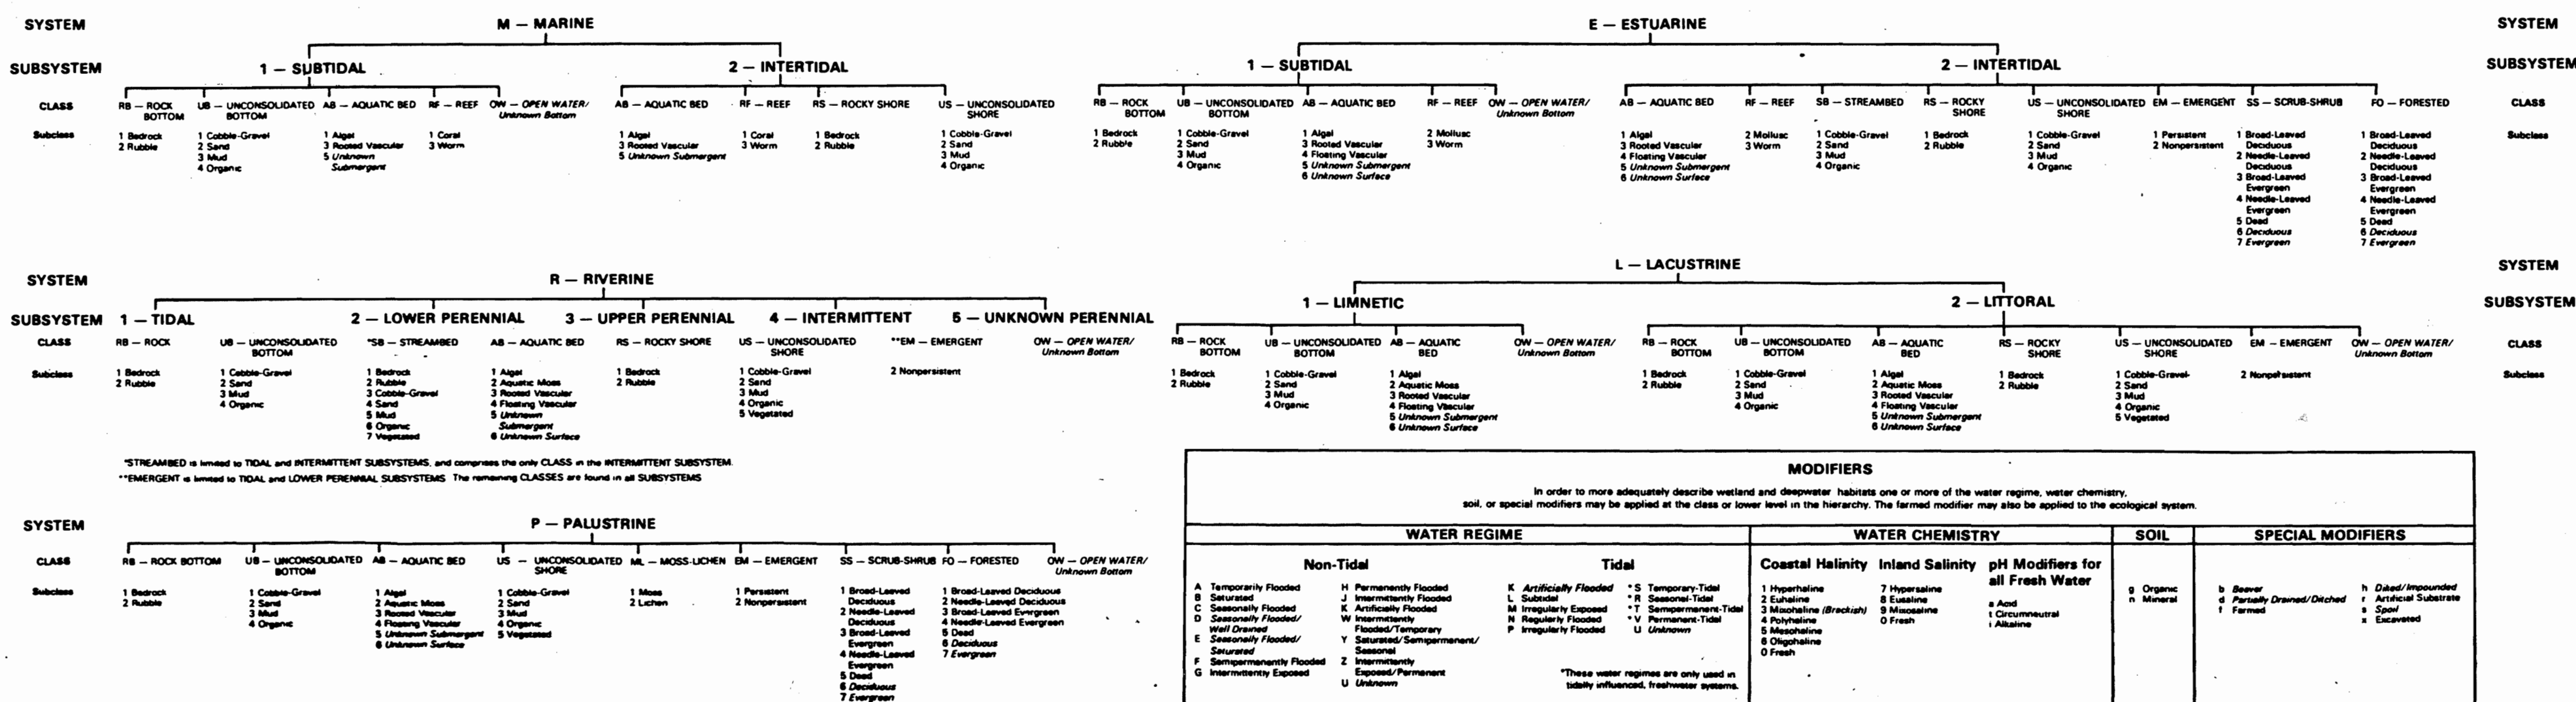 SYSTEM M — MARINE E — ESTUARINE SYSTEM
SUBSYSTEM 1 — SUBTIDAL 2 — INTERTIDAL 1 — SUBTIDAL 2 — INTERTIDAL SUBSYSTEM
CLASS
RB — ROCK BOTTOM
UB — UNCONSOLIDATED BOTTOM
AB — AQUATIC BED
RF — REEF
OW — OPEN WATER/
Unknown Bottom
AB — AQUATIC BED
RF — REEF
RS — ROCKY SHORE
US — UNCONSOLIDATED
SHORE
RB — ROCK
BOTTOM
UB — UNCONSOLIDATED
BOTTOM
AB — AQUATIC BED
RF — REEF
OW — OPEN WATER/
Unknown Bottom
AB — AQUATIC BED
RF — REEF
SB — STREAMBED
RS — ROCKY
SHORE
US — UNCONSOLIDATED
SHORE
EM — EMERGENT
SS — SCRUB-SHRUB
FO — FORESTED
CLASS
Subclass
1 Bedrock
2 Rubble
1 Cobble-Gravel
2 Sand
3 Mud
4 Organic
1 Algal
3 Rooted Vascular
5 Unknown
Submergent
1 Coral
3 Worm
1 Algal
3 Rooted Vascular
5 Unknown Submergent
1 Coral
3 Worm
1 Bedrock
2 Rubble
1 Cobble-Gravel
2 Sand
3 Mud
4 Organic
1 Bedrock
2 Rubble
1 Cobble-Gravel
2 Sand
3 Mud
4 Organic
1 Algal
3 Rooted Vascular
4 Floating Vascular
5 Unknown Submergent
6 Unknown Surface
2 Mollusc
3 Worm
1 Algal
3 Rooted Vascular
4 Floating Vascular
5 Unknown Submergent
6 Unknown Surface
2 Mollusc
3 Worm
1 Cobble-Gravel
2 Sand
3 Mud
4 Organic
1 Bedrock
2 Rubble
1 Cobble-Gravel
2 Sand
3 Mud
4 Organic
1 Persistent
2 Nonpersistent
1 Broad-Leaved
Deciduous
2 Needle-Leaved
Deciduous
3 Broad-Leaved
Evergreen
4 Needle-Leaved
Evergreen
5 Dead
6 Deciduous
7 Evergreen
1 Broad-Leaved
Deciduous
2 Needle-Leaved
Deciduous
3 Broad-Leaved
Evergreen
4 Needle-Leaved
Evergreen
5 Dead
6 Deciduous
7 Evergreen
Subclass
SYSTEM R — RIVERINE L — LACUSTRINE SYSTEM
SUBSYSTEM 1 — TIDAL 2 — LOWER PERENNIAL 3 — UPPER PERENNIAL 4 — INTERMITTENT 5 — UNKNOWN PERENNIAL 1 — LIMNETIC 2 — LITTORAL SUBSYSTEM
CLASS
RB — ROCK
UB — UNCONSOLIDATED
BOTTOM
*SB — STREAMBED
AB — AQUATIC BED
RS — ROCKY SHORE
US — UNCONSOLIDATED
SHORE
**EM — EMERGENT
OW — OPEN WATER/
Unknown Bottom
RB — ROCK
BOTTOM
UB — UNCONSOLIDATED
BOTTOM
AB — AQUATIC
BED
OW — OPEN WATER/
Unknown Bottom
RB — ROCK
BOTTOM
UB — UNCONSOLIDATED
BOTTOM
AB — AQUATIC
BED
RS — ROCKY
SHORE
US — UNCONSOLIDATED
SHORE
EM — EMERGENT
OW — OPEN WATER/
Unknown Bottom
CLASS
Subclass
1 Bedrock
2 Rubble
1 Cobble-Gravel
2 Sand
3 Mud
4 Organic
1 Bedrock
2 Rubble
3 Cobble-Gravel
4 Sand
5 Mud
6 Organic
7 Vegetated
1 Algal
2 Aquatic Moss
3 Rooted Vascular
4 Floating Vascular
5 Unknown
Submergent
6 Unknown Surface
1 Bedrock
2 Rubble
1 Cobble-Gravel
2 Sand
3 Mud
4 Organic
5 Vegetated
2 Nonpersistent
1 Bedrock
2 Rubble
1 Cobble-Gravel
2 Sand
3 Mud
4 Organic
1 Algal
2 Aquatic Moss
3 Rooted Vascular
4 Floating Vascular
5 Unknown Submergent
6 Unknown Surface
1 Bedrock
2 Rubble
1 Cobble-Gravel
2 Sand
3 Mud
4 Organic
1 Algal
2 Aquatic Moss
3 Rooted Vascular
4 Floating Vascular
5 Unknown Submergent
6 Unknown Surface
1 Bedrock
2 Rubble
1 Cobble-Gravel
2 Sand
3 Mud
4 Organic
5 Vegetated
2 Nonpersistent
Subclass
*STREAMBED is limited to TIDAL and INTERMITTENT SUBSYSTEMS, and comprises the only CLASS in the INTERMITTENT SUBSYSTEM.
**EMERGENT is limited to TIDAL and LOWER PERENNIAL SUBSYSTEMS The remaining CLASSES are found in all SUBSYSTEMS
SYSTEM P — PALUSTRINE
CLASS
RB — ROCK BOTTOM
UB — UNCONSOLIDATED
BOTTOM
AB — AQUATIC BED
US — UNCONSOLIDATED
SHORE
ML — MOSS-LICHEN
EM — EMERGENT
SS — SCRUB-SHRUB
FO — FORESTED
OW — OPEN WATER/
Unknown Bottom
Subclass
1 Bedrock
2 Rubble
1 Cobble-Gravel
2 Sand
3 Mud
4 Organic
1 Algal
2 Aquatic Moss
3 Rooted Vascular
4 Floating Vascular
5 Unknown Submergent
6 Unknown Surface
1 Cobble-Gravel
2 Sand
3 Mud
4 Organic
5 Vegetated
1 Moss
2 Lichen
1 Persistent
2 Nonpersistent
1 Broad-Leaved
Deciduous
2 Needle-Leaved
Deciduous
3 Broad-Leaved
Evergreen
4 Needle-Leaved
Evergreen
5 Dead
6 Deciduous
7 Evergreen
1 Broad-Leaved Deciduous
2 Needle-Leaved Deciduous
3 Broad-Leaved Evergreen
4 Needle-Leaved Evergreen
5 Dead
6 Deciduous
7 Evergreen
MODIFIERS
In order to more adequately describe wetland and deepwater habitats one or more of the water regime, water chemistry,
soil, or special modifiers may be applied at the class or lower level in the hierarchy. The farmed modifier may also be applied to the ecological system.
WATER REGIME WATER CHEMISTRY SOIL SPECIAL MODIFIERS
Non-Tidal
A Temporarily Flooded
B Saturated
C Seasonally Flooded
D Seasonally Flooded/
Well Drained
E Seasonally Flooded/
Saturated
F Semipermanently Flooded
G Intermittently Exposed
H Permanently Flooded
J Intermittently Flooded
K Artificially Flooded
W Intermittently
Flooded/Temporary
Y Saturated/Semipermanent/
Seasonal
Z Intermittently
Exposed/Permanent
U Unknown
Tidal
K Artificially Flooded
L Subtidal
M Irregularly Exposed
N Regularly Flooded
P Irregularly Flooded
*S Temporary-Tidal
*R Seasonal-Tidal
*T Semipermanent-Tidal
*V Permanent-Tidal
U Unknown
*These water regimes are only used in
tidally influenced, freshwater systems.
Coastal Halinity
1 Hyperhaline
2 Euhaline
3 Mixohaline (Brackish)
4 Polyhaline
5 Mesohaline
6 Oligohaline
0 Fresh
Inland Salinity
7 Hypersaline
8 Eusaline
9 Mixosaline
0 Fresh
pH Modifiers for
all Fresh Water
a Acid
t Circumneutral
i Alkaline
g Organic
n Mineral
b Beaver
d Partially Drained/Ditched
f Farmed
h Diked/Impounded
r Artificial Substrate
s Spoil
x Excavated